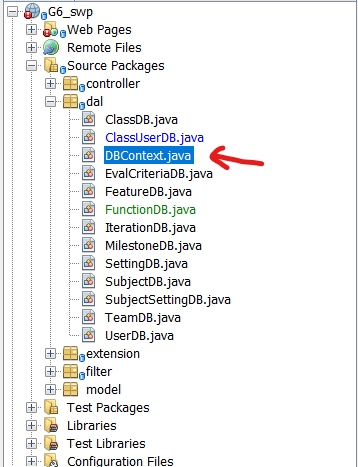 G6_swp
Web Pages
Remote Files
Source Packages
controller
dal
ClassDB.java
ClassUserDB.java
DBContext.java
EvalCriteriaDB.java
FeatureDB.java
FunctionDB.java
IterationDB.java
MilestoneDB.java
SettingDB.java
SubjectDB.java
SubjectSettingDB.java
TeamDB.java
UserDB.java
extension
filter
model
Test Packages
Libraries
Test Libraries
Configuration Files